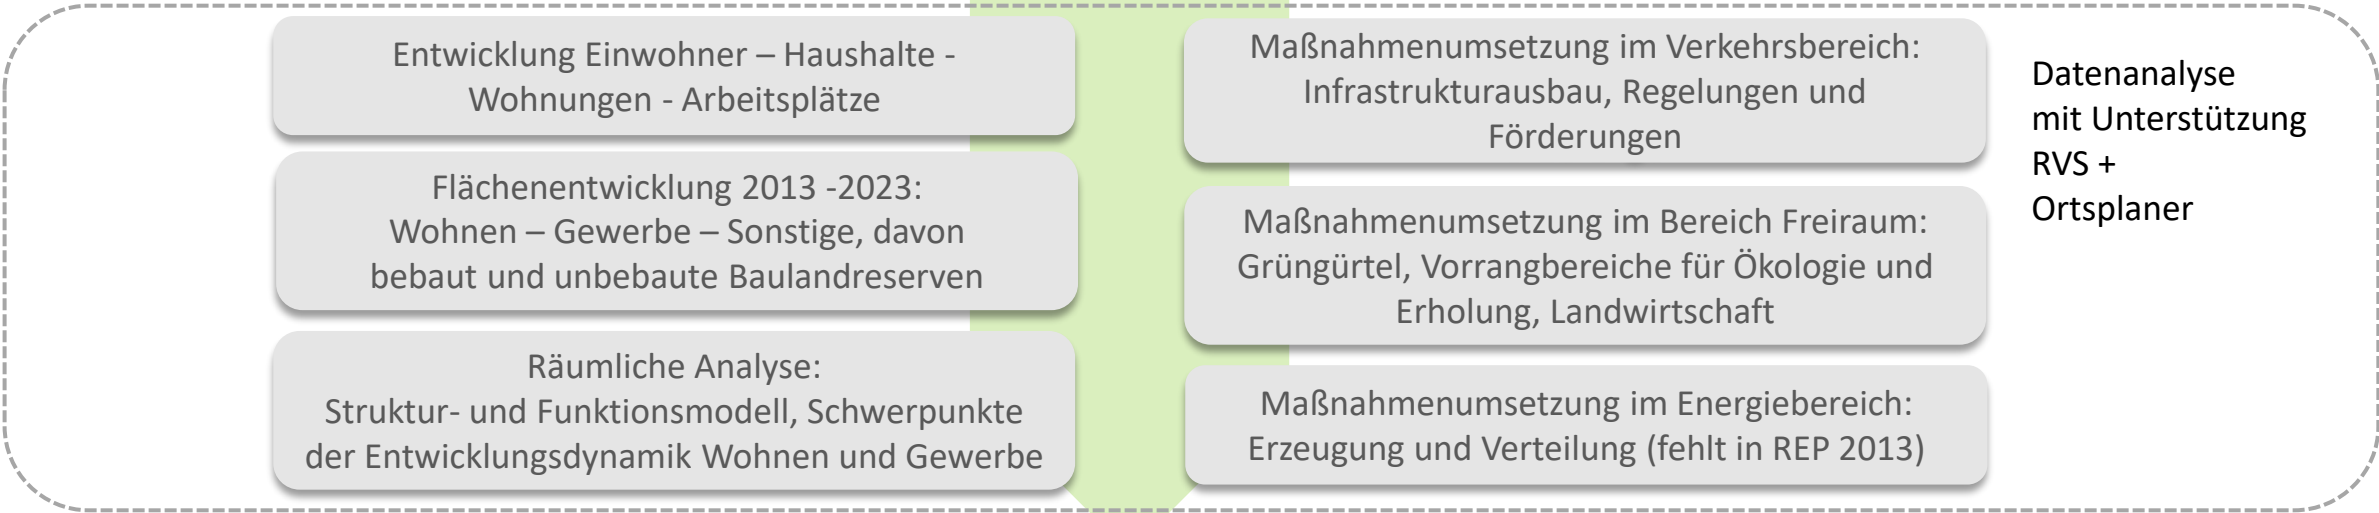 Entwicklung Einwohner – Haushalte -
Wohnungen - Arbeitsplätze
Flächenentwicklung 2013 -2023:
Wohnen – Gewerbe – Sonstige, davon
bebaut und unbebaute Baulandreserven
Räumliche Analyse:
Struktur- und Funktionsmodell, Schwerpunkte
der Entwicklungsdynamik Wohnen und Gewerbe
Maßnahmenumsetzung im Verkehrsbereich:
Infrastrukturausbau, Regelungen und
Förderungen
Maßnahmenumsetzung im Bereich Freiraum:
Grüngürtel, Vorrangbereiche für Ökologie und
Erholung, Landwirtschaft
Maßnahmenumsetzung im Energiebereich:
Erzeugung und Verteilung (fehlt in REP 2013)
Datenanalyse
mit Unterstützung
RVS +
Ortsplaner